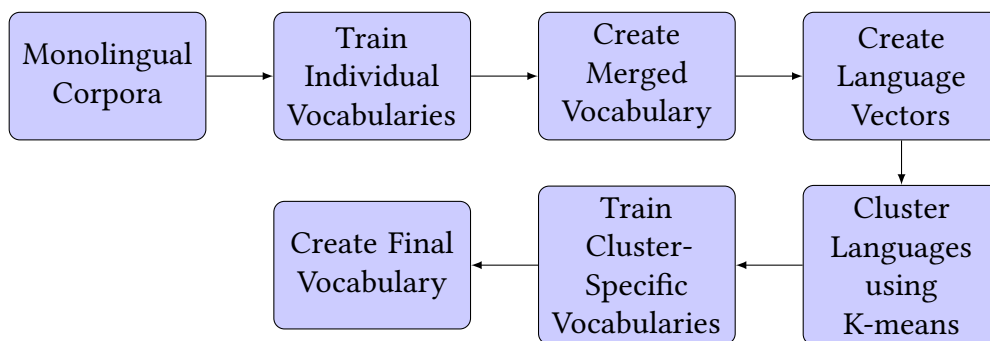 Monolingual
Corpora
Train
Individual
Vocabularies
Create
Merged
Vocabulary
Create
Language
Vectors
Cluster
Languages
using
K-means
Train
Cluster-
Specific
Vocabularies
Create Final
Vocabulary